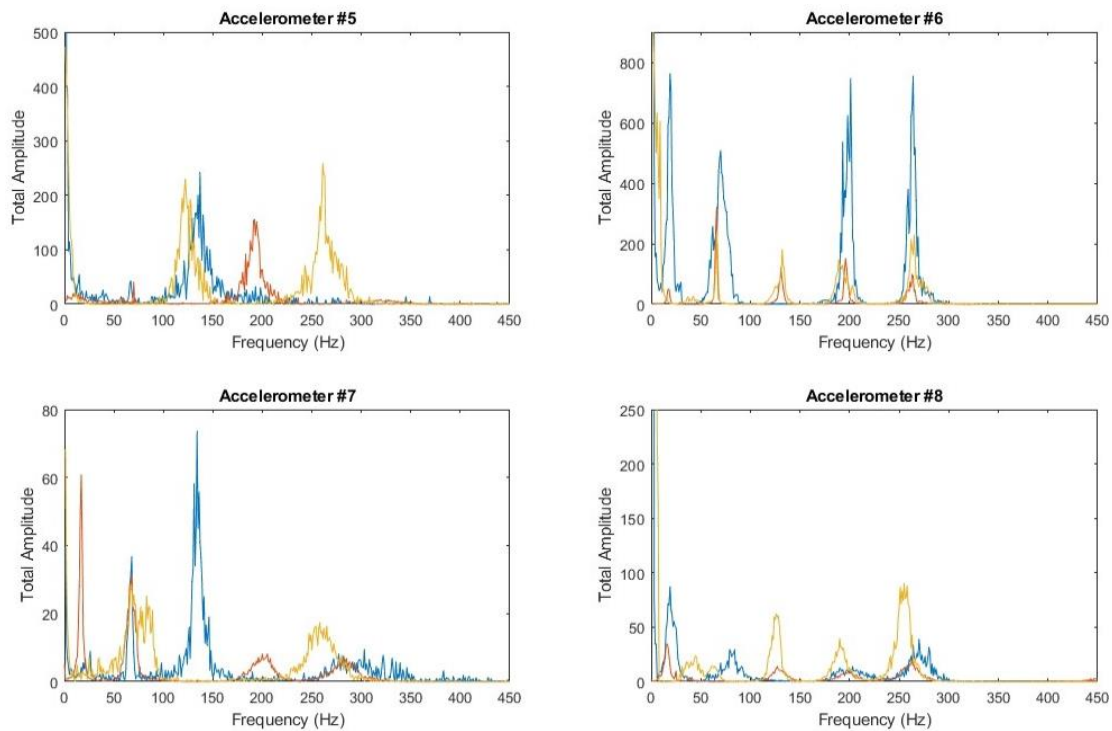 Accelerometer #5
Total Amplitude
500
400
300
200
100
0
0 50 100 150 200 250 300 350 400 450
Frequency (Hz)
Accelerometer #6
Total Amplitude
800
600
400
200
0
0 50 100 150 200 250 300 350 400 450
Frequency (Hz)
Accelerometer #7
Total Amplitude
80
60
40
20
0
0 50 100 150 200 250 300 350 400 450
Frequency (Hz)
Accelerometer #8
Total Amplitude
250
200
150
100
50
0
0 50 100 150 200 250 300 350 400 450
Frequency (Hz)